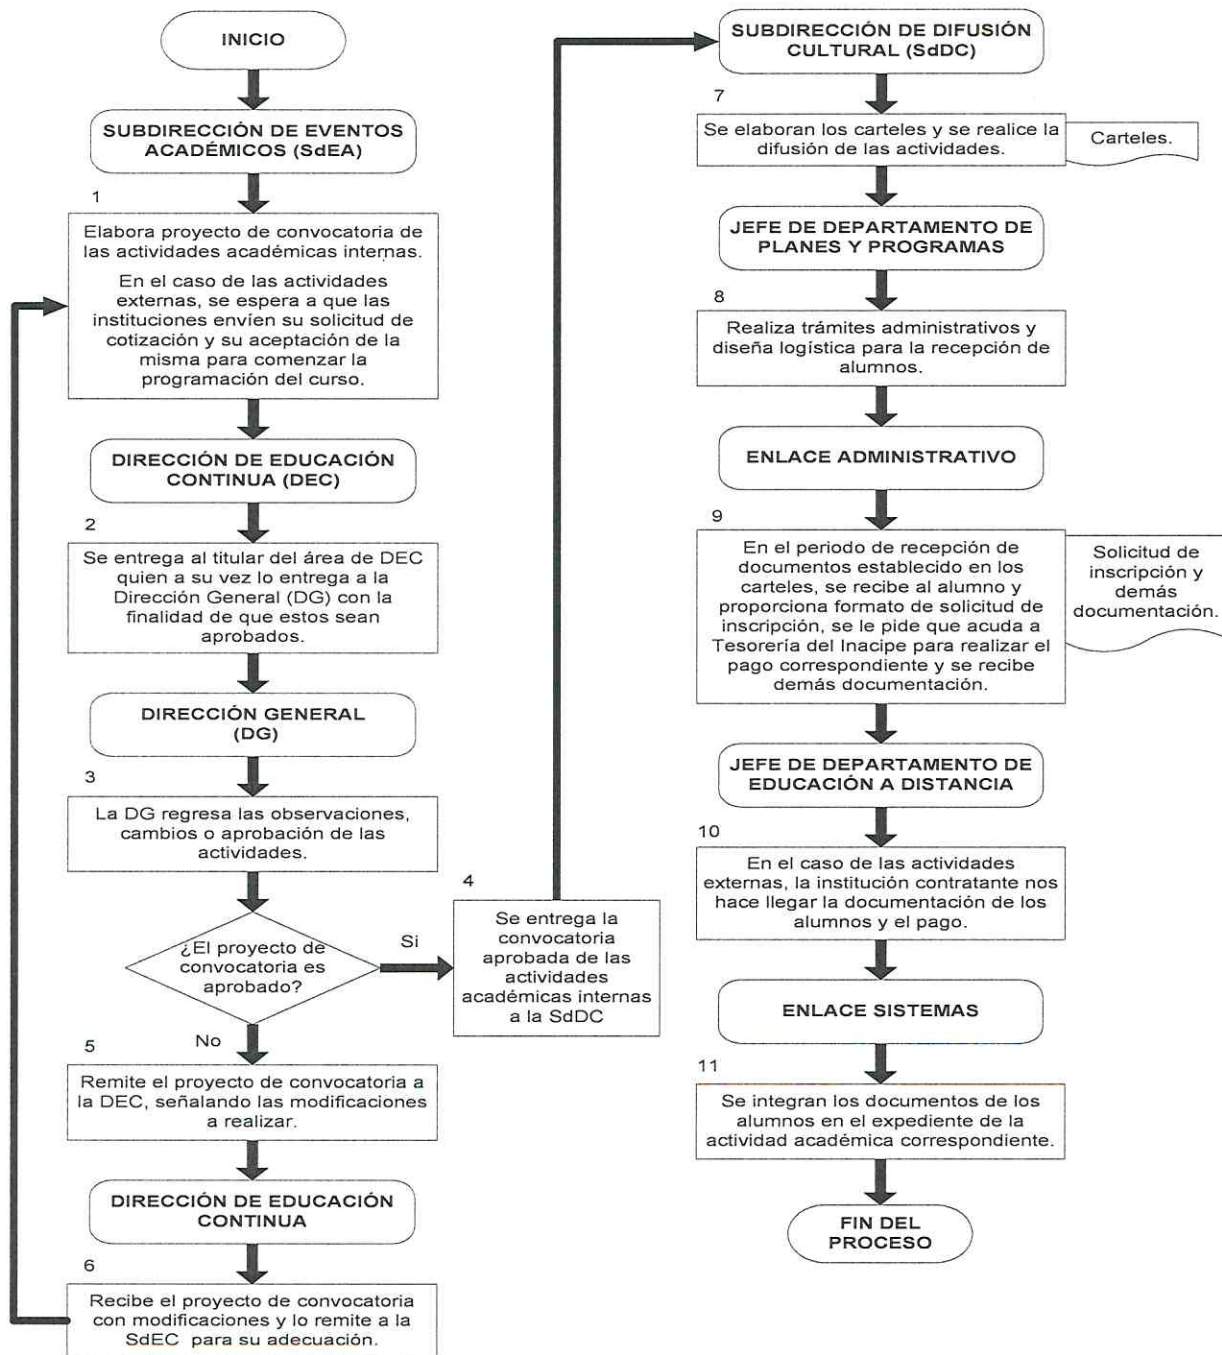 INICIO
SUBDIRECCIÓN DE EVENTOS
ACADÉMICOS (SdEA)
1
Elabora proyecto de convocatoria de
las actividades académicas internas.
En el caso de las actividades
externas, se espera a que las
instituciones envíen su solicitud de
cotización y su aceptación de la
misma para comenzar la
programación del curso.
DIRECCIÓN DE EDUCACIÓN
CONTINUA (DEC)
2
Se entrega al titular del área de DEC
quien a su vez lo entrega a la
Dirección General (DG) con la
finalidad de que estos sean
aprobados.
DIRECCIÓN GENERAL
(DG)
3
La DG regresa las observaciones,
cambios o aprobación de las
actividades.
¿El proyecto de
convocatoria es
aprobado?
Si
No
4
Se entrega la
convocatoria
aprobada de las
actividades
académicas internas
a la SdDC
5
Remite el proyecto de convocatoria a
la DEC, señalando las modificaciones
a realizar.
DIRECCIÓN DE EDUCACIÓN
CONTINUA
6
Recibe el proyecto de convocatoria
con modificaciones y lo remite a la
SdEC para su adecuación.
SUBDIRECCIÓN DE DIFUSIÓN
CULTURAL (SdDC)
7
Se elaboran los carteles y se realice la
difusión de las actividades.
Carteles.
JEFE DE DEPARTAMENTO DE
PLANES Y PROGRAMAS
8
Realiza trámites administrativos y
diseña logística para la recepción de
alumnos.
ENLACE ADMINISTRATIVO
9
En el periodo de recepción de
documentos establecido en los
carteles, se recibe al alumno y
proporciona formato de solicitud de
inscripción, se le pide que acuda a
Tesorería del Inacipe para realizar el
pago correspondiente y se recibe
demás documentación.
Solicitud de
inscripción y
demás
documentación.
JEFE DE DEPARTAMENTO DE
EDUCACIÓN A DISTANCIA
10
En el caso de las actividades
externas, la institución contratante nos
hace llegar la documentación de los
alumnos y el pago.
ENLACE SISTEMAS
11
Se integran los documentos de los
alumnos en el expediente de la
actividad académica correspondiente.
FIN DEL
PROCESO